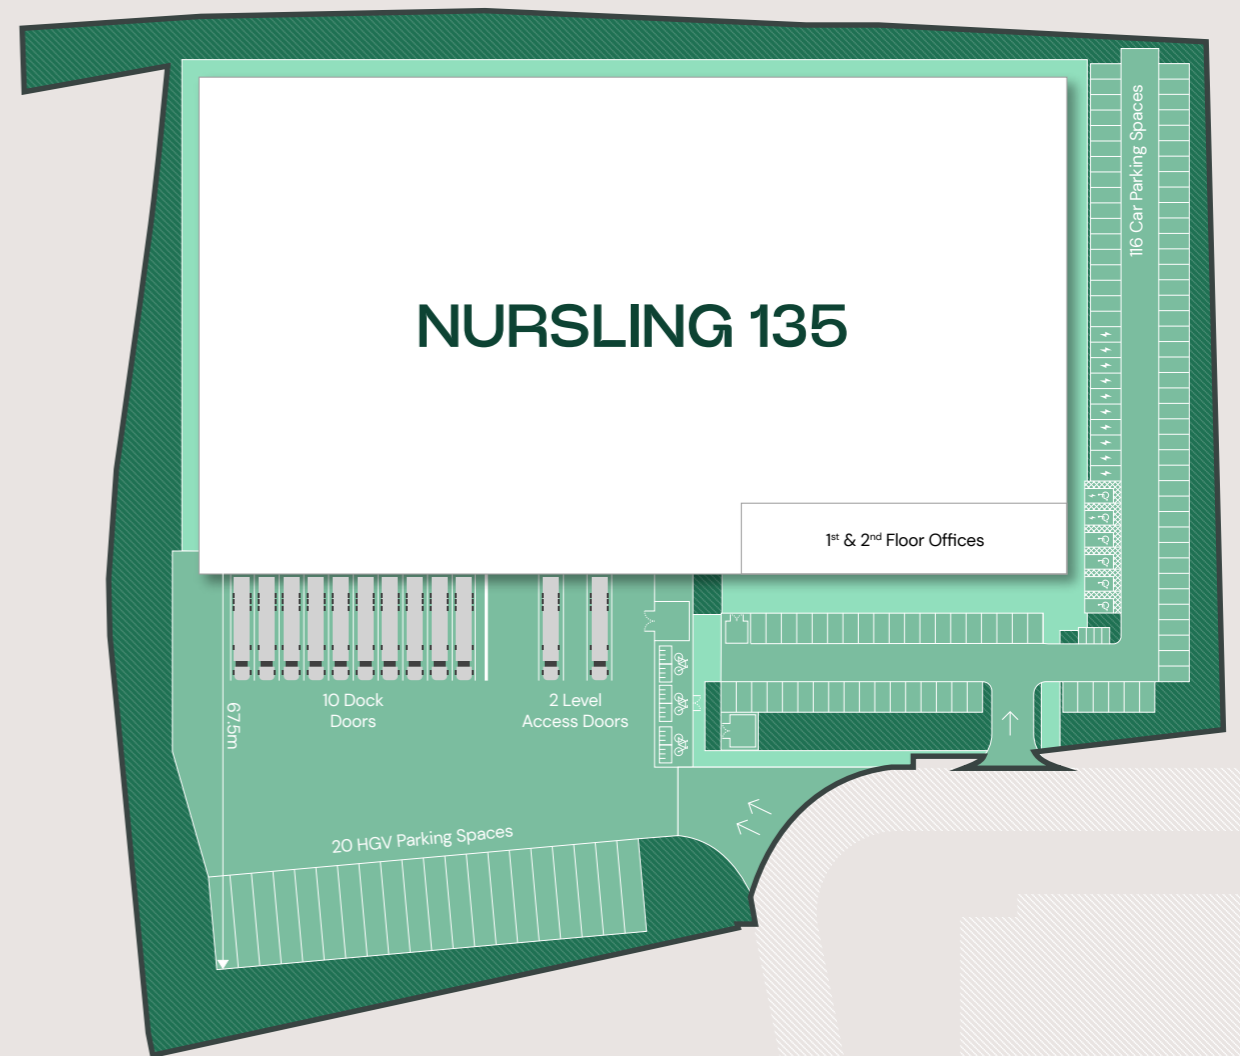 116 Car Parking Spaces
NURSLING 135
1st & 2nd Floor Offices
10 Dock
Doors
2 Level
Access Doors
67.5m
20 HGV Parking Spaces